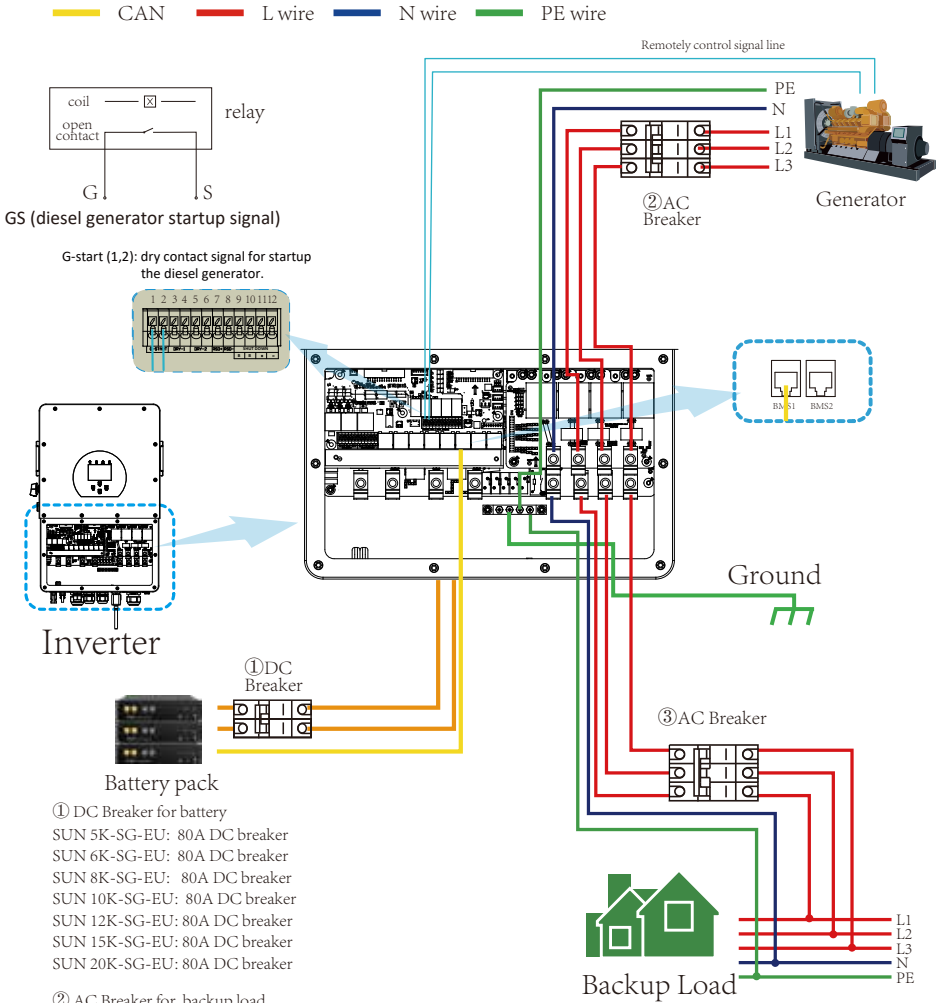 CAN L wire N wire PE wire
Remotely control signal line
coil X
open
contact
relay
G S
GS (diesel generator startup signal)
PE
N
L1
L2
L3
②AC
Breaker
Generator
G-start (1,2): dry contact signal for startup
the diesel generator.
1 2 3 4 5 6 7 8 9 10 11 12
BMS1 BMS2
Inverter
Ground
①DC
Breaker
③AC Breaker
Battery pack
① DC Breaker for battery
SUN 5K-SG-EU: 80A DC breaker
SUN 6K-SG-EU: 80A DC breaker
SUN 8K-SG-EU: 80A DC breaker
SUN 10K-SG-EU: 80A DC breaker
SUN 12K-SG-EU: 80A DC breaker
SUN 15K-SG-EU: 80A DC breaker
SUN 20K-SG-EU: 80A DC breaker
② AC Breaker for backup load
Backup Load
L1
L2
L3
N
PE